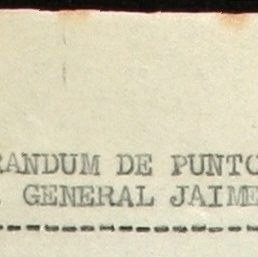 RANDUM DE PUNTO
. GENERAL JAIME